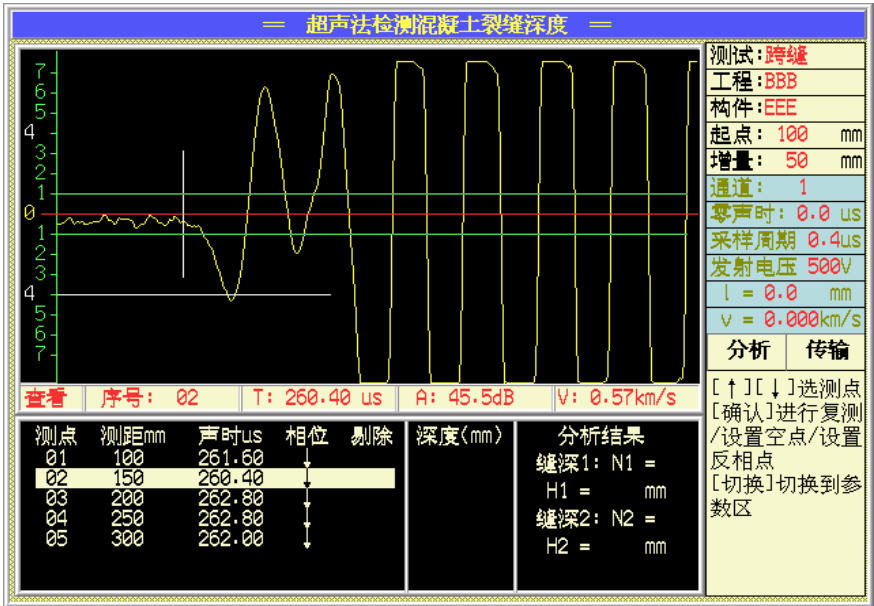 ═ 超声法检测混凝土裂缝深度 ═
7
6
5
4
3
2
1
0
1
2
3
4
5
6
7
查看 序号: 02 T: 260.40 us A: 45.5dB V: 0.57km/s
测点 测距mm 声时us 相位 剔除
01 100 261.60 ↓
02 150 260.40 ↓
03 200 262.80 ↓
04 250 262.80 ↓
05 300 262.00 ↓
深度(mm)
分析结果
缝深1: N1 =
H1 = mm
缝深2: N2 =
H2 = mm
测试:跨缝
工程:BBB
构件:EEE
起点: 100 mm
增量: 50 mm
通道: 1
零声时: 0.0 us
采样周期 0.4us
发射电压 500V
l = 0.0 mm
v = 0.000km/s
分析 传输
[↑][↓]选测点
[确认]进行复测
/设置空点/设置
反相点
[切换]切换到参
数区